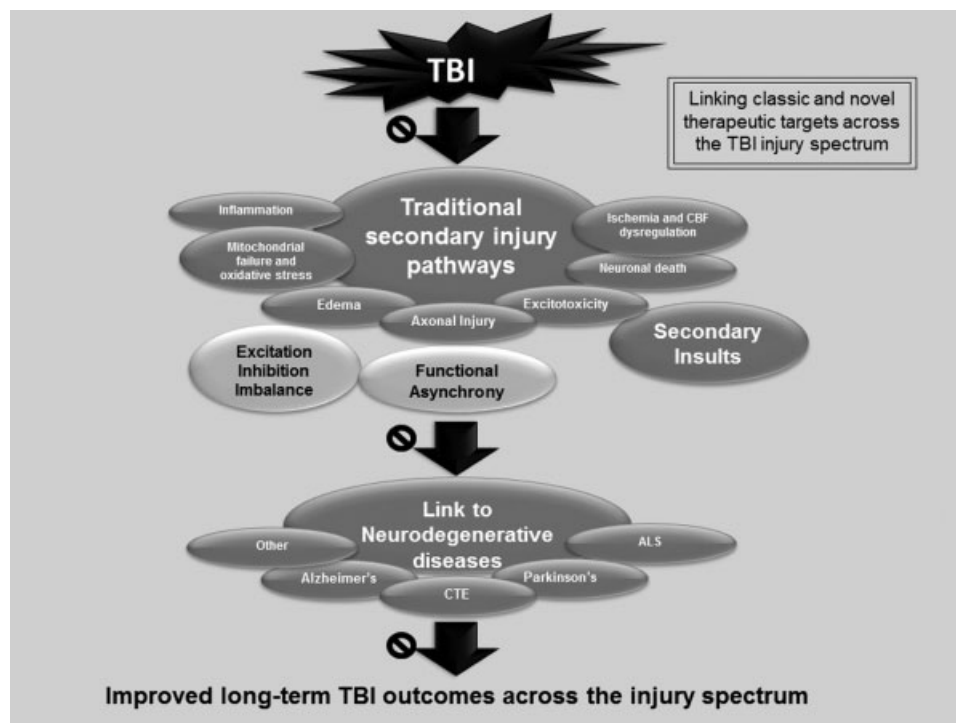 TBI
Linking classic and novel
therapeutic targets across
the TBI injury spectrum
Traditional
secondary injury
pathways
Inflammation
Mitochondrial
failure and
oxidative stress
Edema
Axonal Injury
Excitotoxicity
Ischemia and CBF
dysregulation
Neuronal death
Secondary
Insults
Excitation
Inhibition
Imbalance
Functional
Asynchrony
Link to
Neurodegenerative
diseases
Other
Alzheimer's
CTE
Parkinson's
ALS
Improved long-term TBI outcomes across the injury spectrum